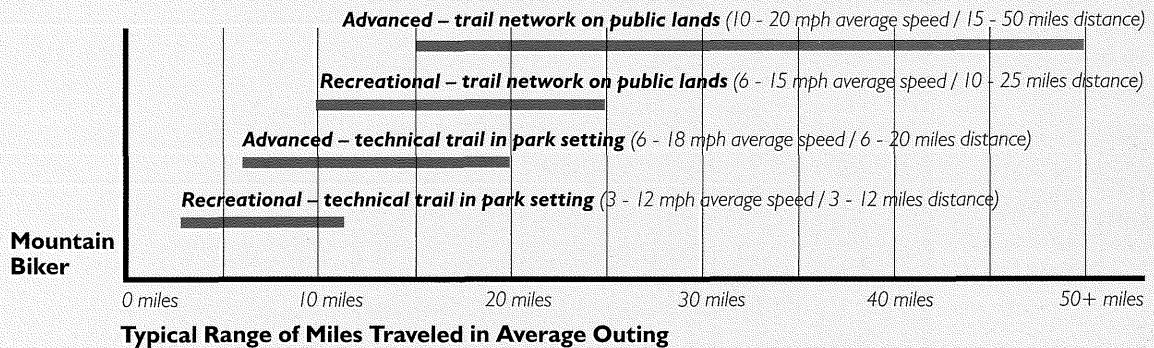 Advanced – trail network on public lands (10 - 20 mph average speed / 15 - 50 miles distance)
Recreational – trail network on public lands (6 - 15 mph average speed / 10 - 25 miles distance)
Advanced – technical trail in park setting (6 - 18 mph average speed / 6 - 20 miles distance)
Recreational – technical trail in park setting (3 - 12 mph average speed / 3 - 12 miles distance)
Mountain
Biker
0 miles 10 miles 20 miles 30 miles 40 miles 50+ miles
Typical Range of Miles Traveled in Average Outing